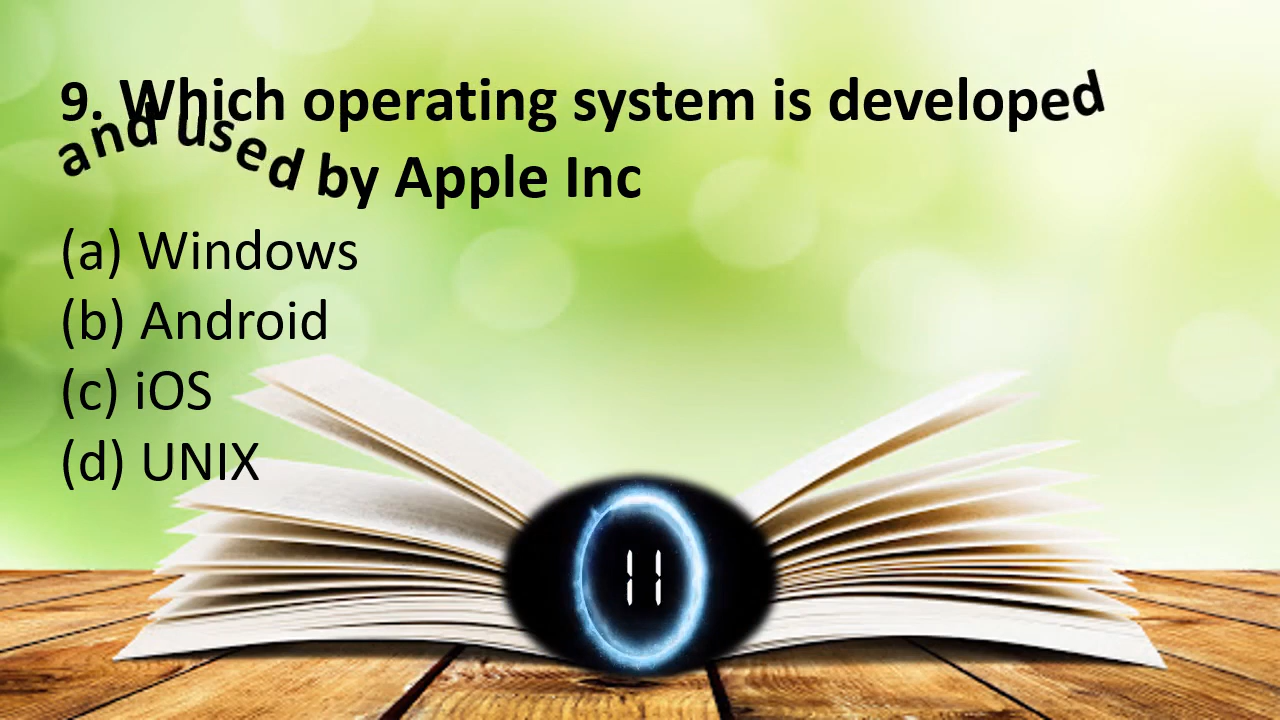 9. Which operating system is developed
and used by Apple Inc
(a) Windows
(b) Android
(c) iOS
(d) UNIX
11